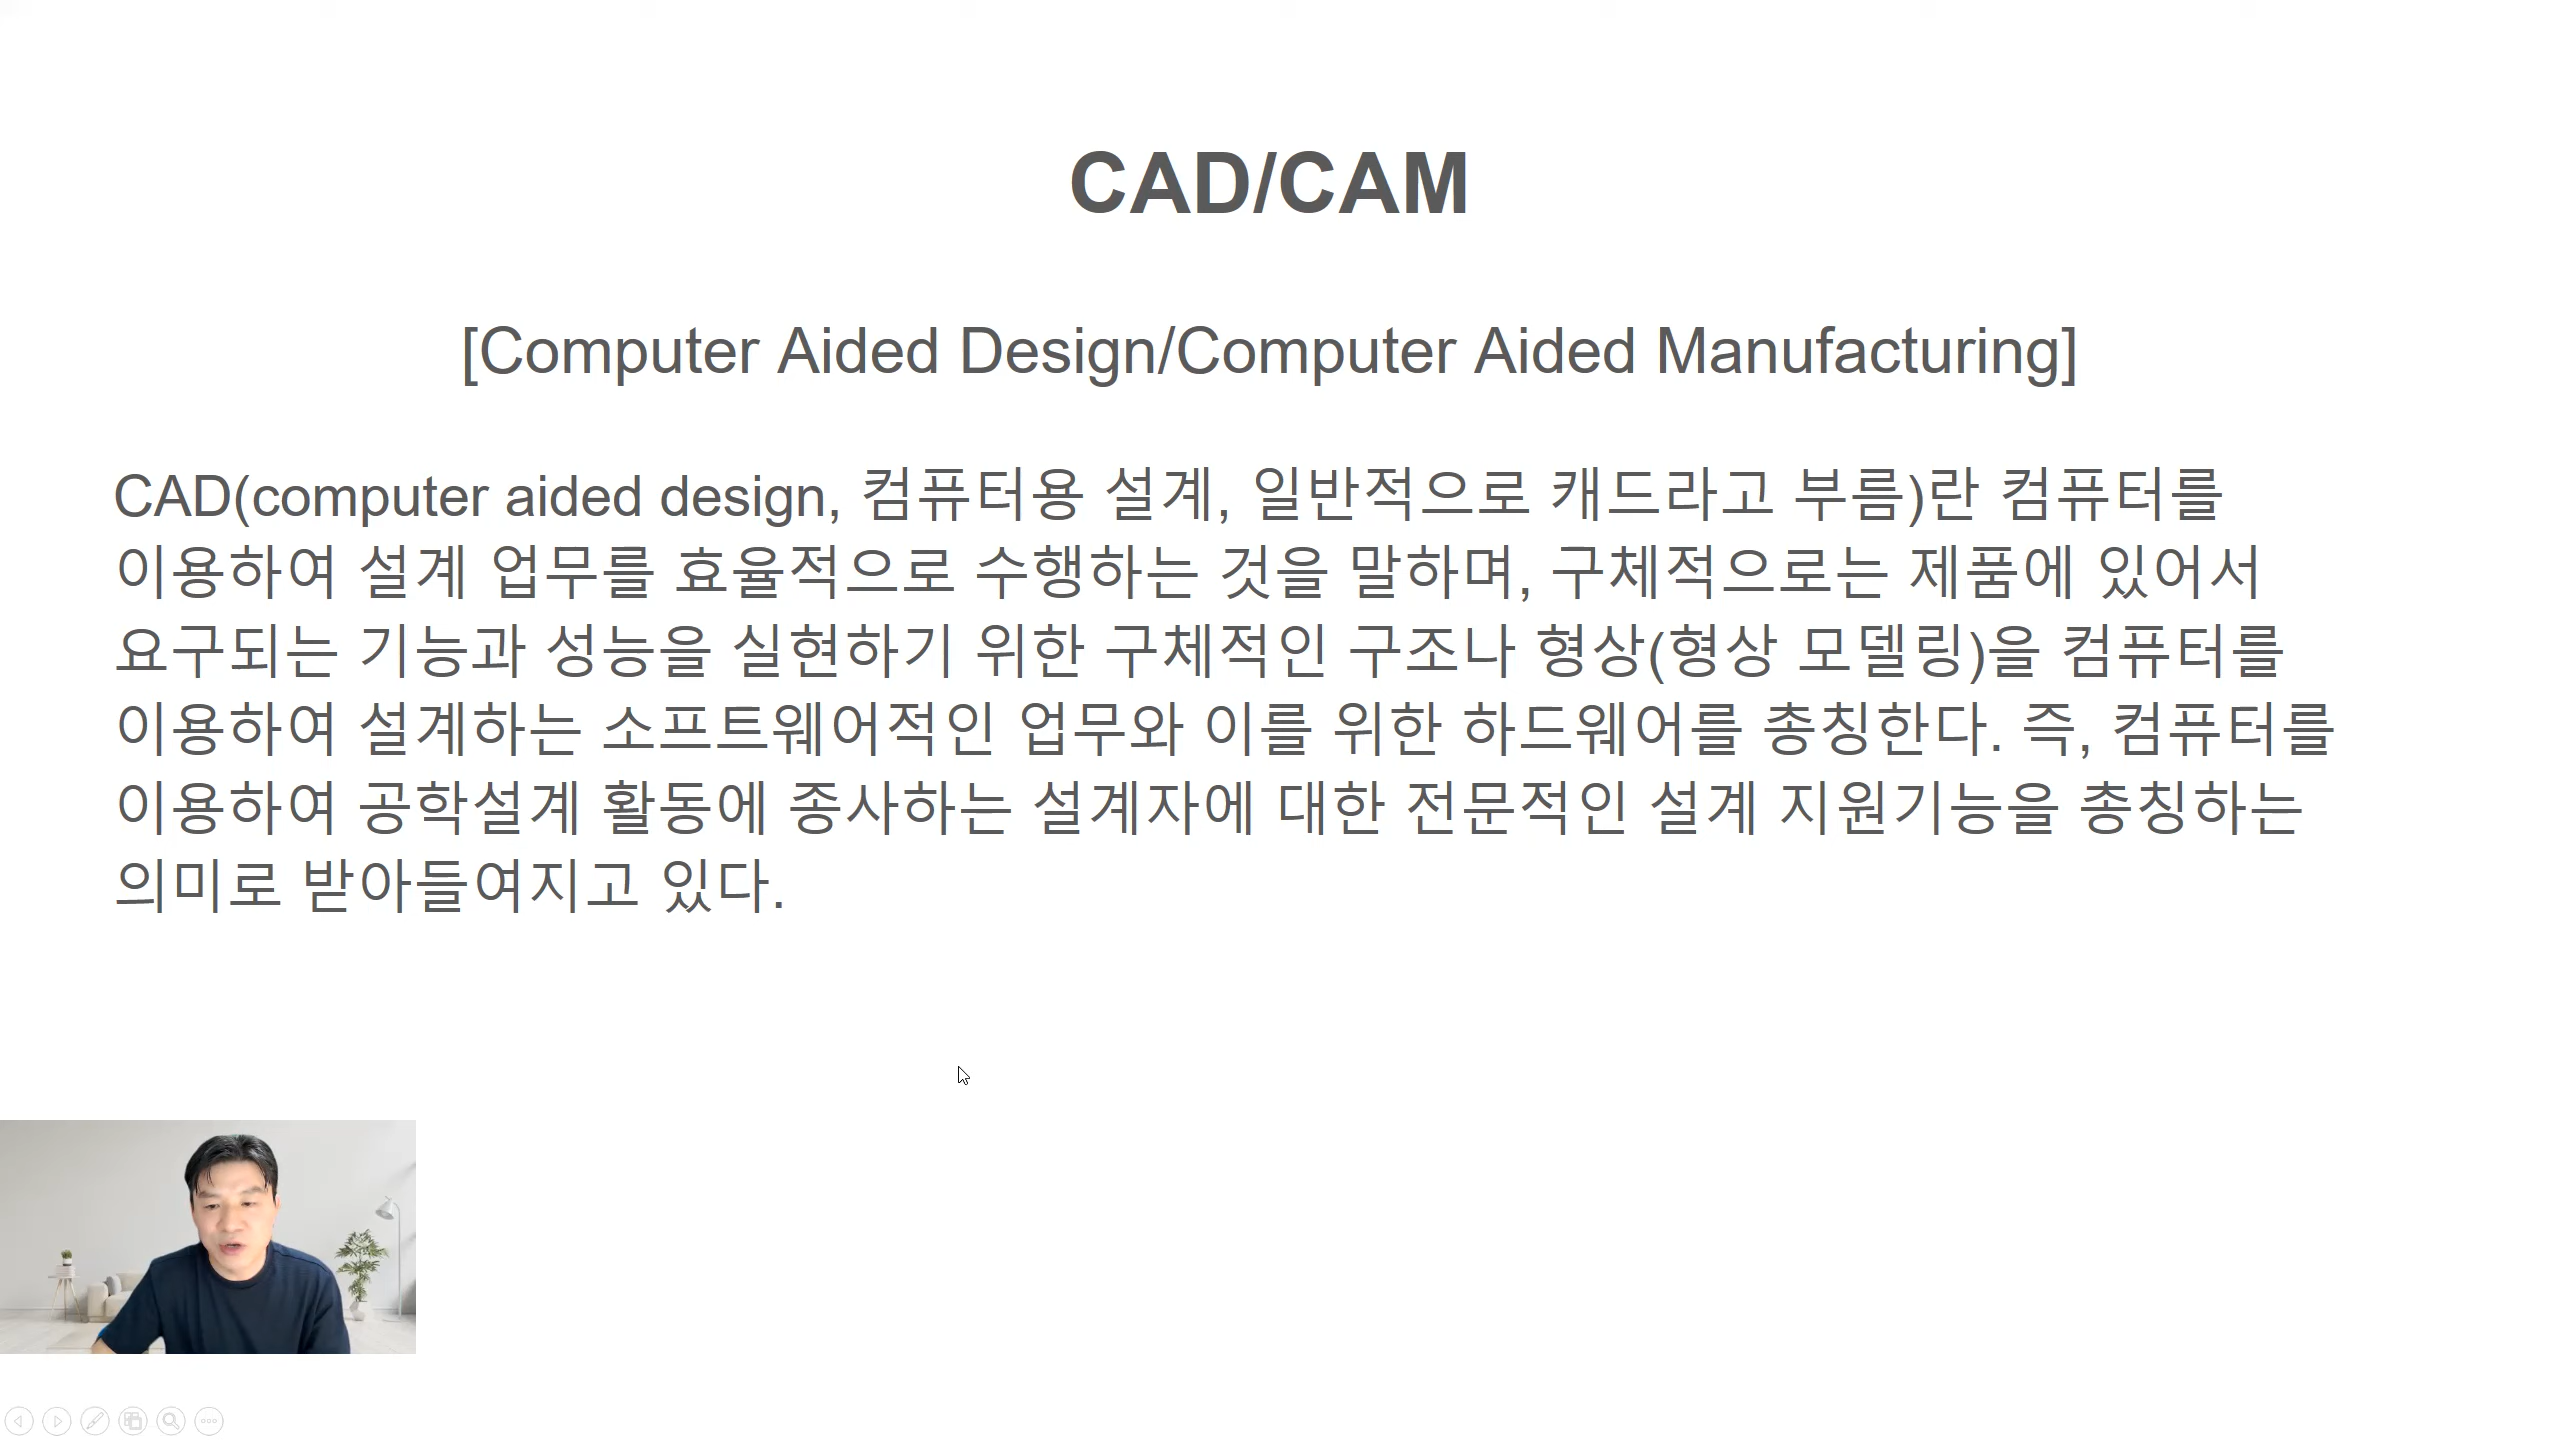 CAD/CAM
[Computer Aided Design/Computer Aided Manufacturing]
CAD(computer aided design, 컴퓨터용 설계, 일반적으로 캐드라고 부름)란 컴퓨터를
이용하여 설계 업무를 효율적으로 수행하는 것을 말하며, 구체적으로는 제품에 있어서
요구되는 기능과 성능을 실현하기 위한 구체적인 구조나 형상(형상 모델링)을 컴퓨터를
이용하여 설계하는 소프트웨어적인 업무와 이를 위한 하드웨어를 총칭한다. 즉, 컴퓨터를
이용하여 공학설계 활동에 종사하는 설계자에 대한 전문적인 설계 지원기능을 총칭하는
의미로 받아들여지고 있다.